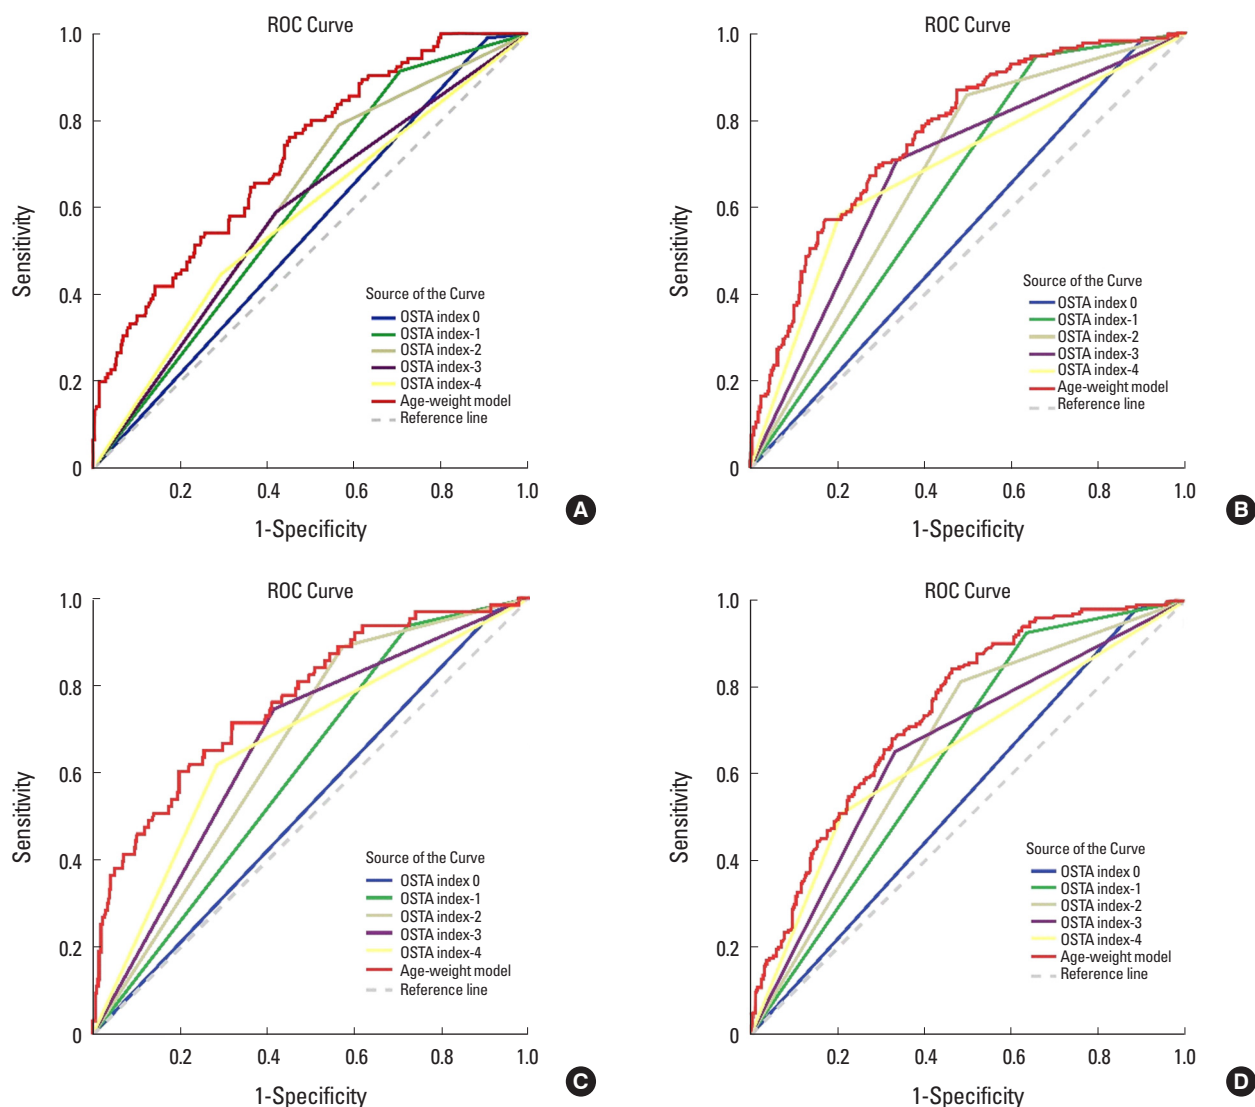 ROC Curve
1.0
0.8
0.6
0.4
0.2
0
Sensitivity
Source of the Curve
OSTA index 0
OSTA index-1
OSTA index-2
OSTA index-3
OSTA index-4
Age-weight model
Reference line
0.2 0.4 0.6 0.8 1.0
1-Specificity
A
ROC Curve
1.0
0.8
0.6
0.4
0.2
0
Sensitivity
Source of the Curve
OSTA index 0
OSTA index-1
OSTA index-2
OSTA index-3
OSTA index-4
Age-weight model
Reference line
0.2 0.4 0.6 0.8 1.0
1-Specificity
B
ROC Curve
1.0
0.8
0.6
0.4
0.2
0
Sensitivity
Source of the Curve
OSTA index 0
OSTA index-1
OSTA index-2
OSTA index-3
OSTA index-4
Age-weight model
Reference line
0.2 0.4 0.6 0.8 1.0
1-Specificity
C
ROC Curve
1.0
0.8
0.6
0.4
0.2
0
Sensitivity
Source of the Curve
OSTA index 0
OSTA index-1
OSTA index-2
OSTA index-3
OSTA index-4
Age-weight model
Reference line
0.2 0.4 0.6 0.8 1.0
1-Specificity
D